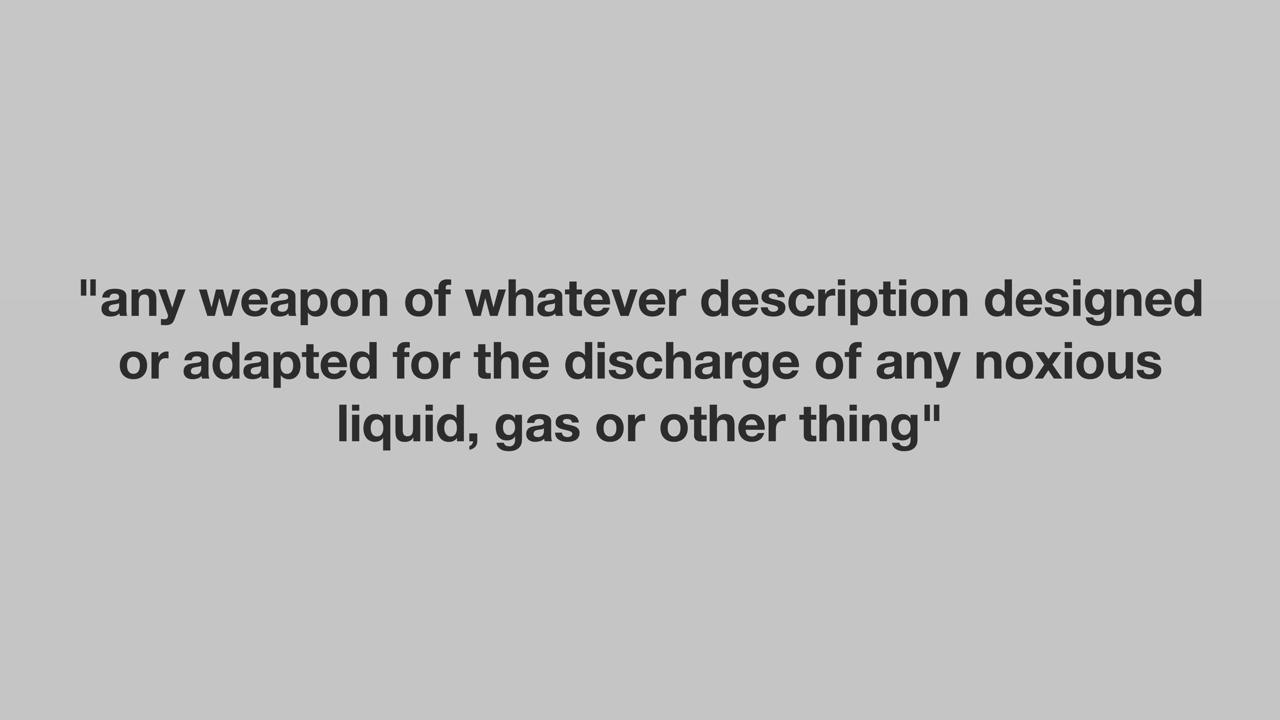 "any weapon of whatever description designed
or adapted for the discharge of any noxious
liquid, gas or other thing"